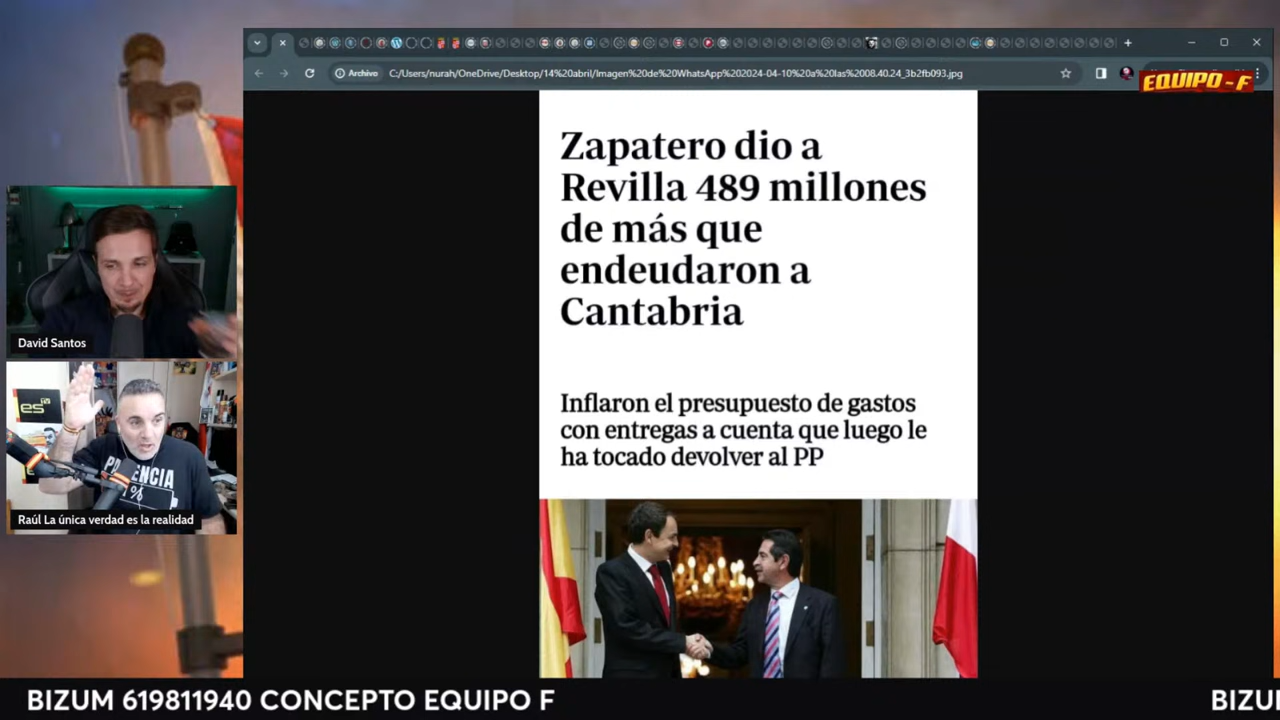 Archivo
C:/Users/nurah/OneDrive/Desktop/14%20abril/Imagen%20de%20WhatsApp%202024-04-10%20a%20las%2008.40.24_3b2fb093.jpg
EQUIPO-F
Zapatero dio a
Revilla 489 millones
de más que
endeudaron a
Cantabria
Inflaron el presupuesto de gastos
con entregas a cuenta que luego le
ha tocado devolver al PP
David Santos
es
Raúl La única verdad es la realidad
BIZUM 619811940 CONCEPTO EQUIPO F